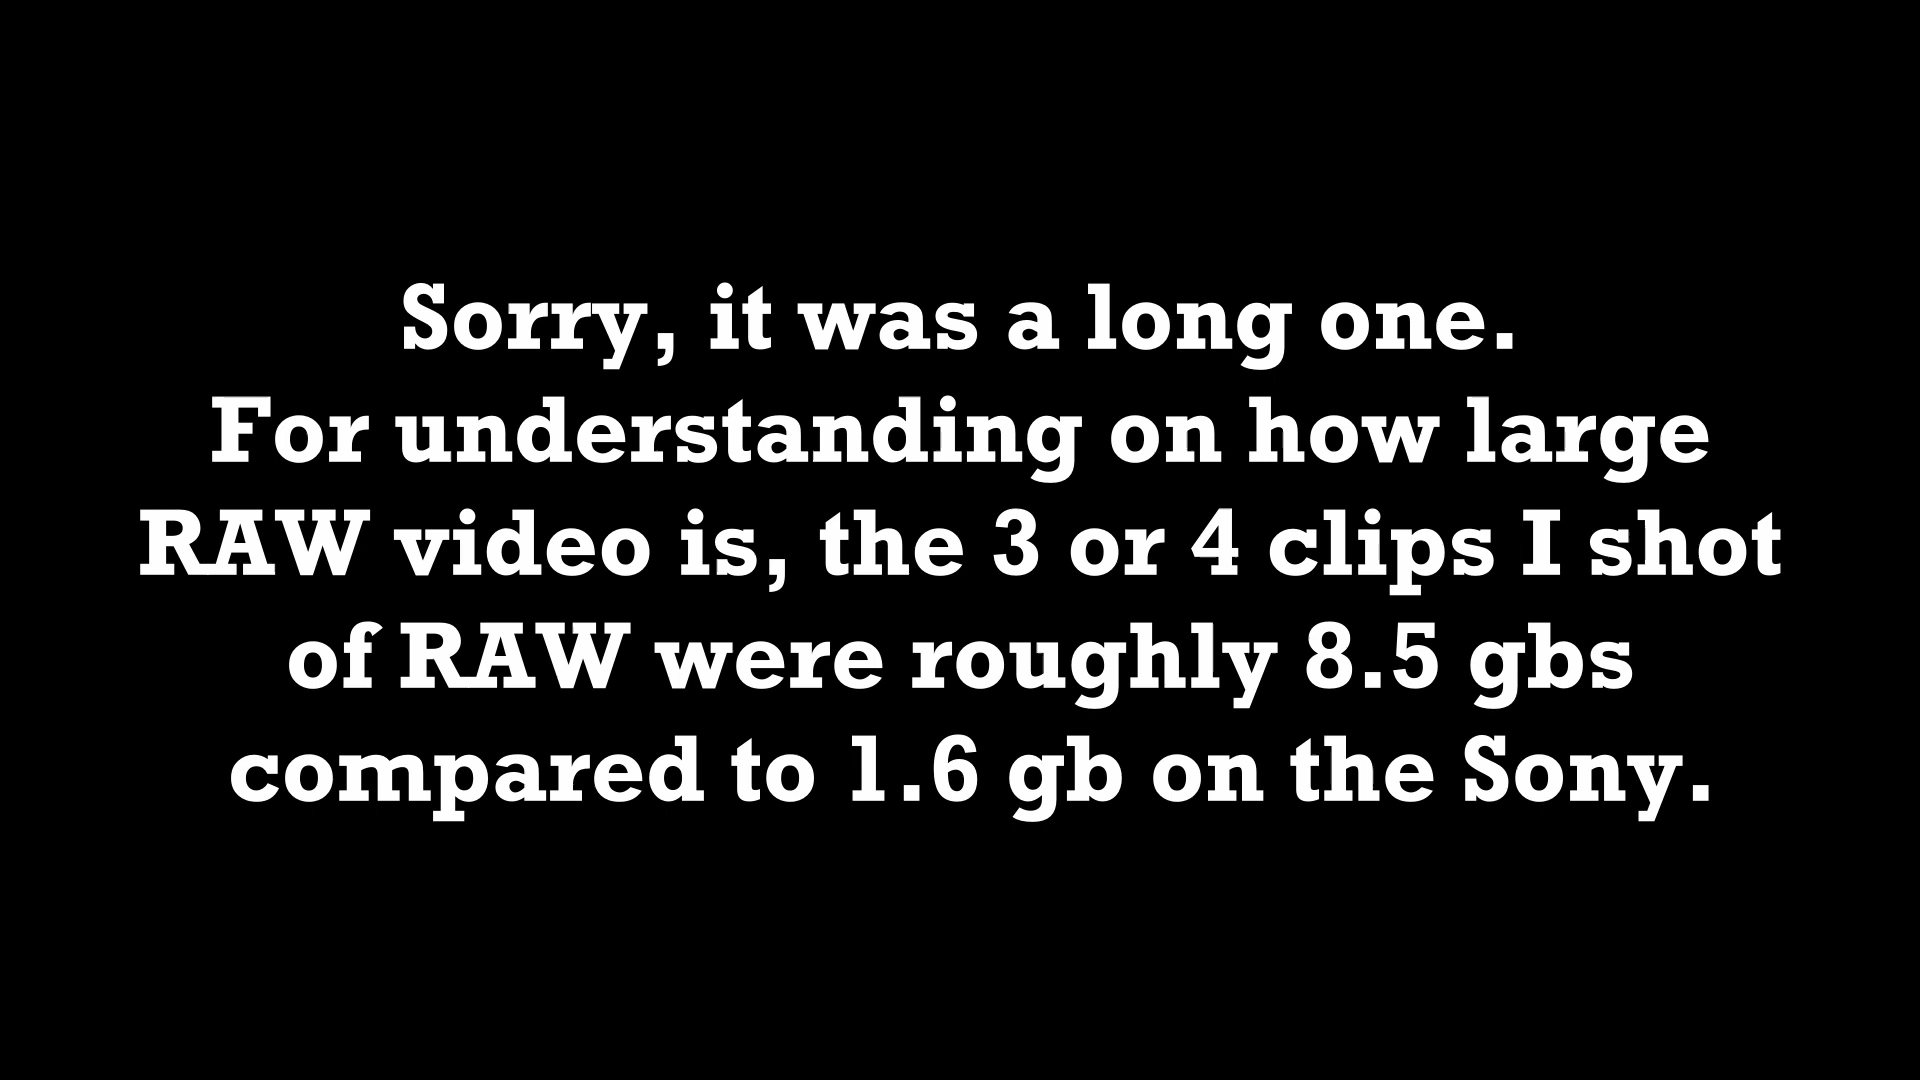 Sorry, it was a long one.
For understanding on how large
RAW video is, the 3 or 4 clips I shot
of RAW were roughly 8.5 gbs
compared to 1.6 gb on the Sony.